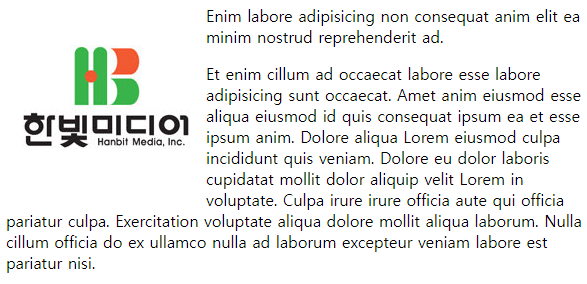 한빛미디어
Hanbit Media, Inc.
Enim labore adipisicing non consequat anim elit ea
minim nostrud reprehenderit ad.
Et enim cillum ad occaecat labore esse labore
adipisicing sunt occaecat. Amet anim eiusmod esse
aliqua eiusmod id quis consequat ipsum ea et esse
ipsum anim. Dolore aliqua Lorem eiusmod culpa
incididunt quis veniam. Dolore eu dolor laboris
cupidatat mollit dolor aliquip velit Lorem in
voluptate. Culpa irure irure officia aute qui officia
pariatur culpa. Exercitation voluptate aliqua dolore mollit aliqua laborum. Nulla
cillum officia do ex ullamco nulla ad laborum excepteur veniam labore est
pariatur nisi.